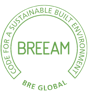 CODE FOR A SUSTAINABLE BUILT ENVIRONMENT
BREEAM
BRE GLOBAL